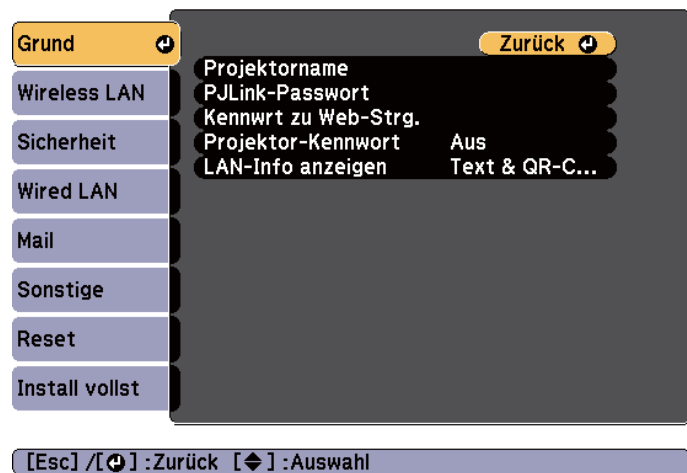 Grund
Zurück
Projektorname
PJLink-Passwort
Kennwrt zu Web-Strg.
Projektor-Kennwort Aus
LAN-Info anzeigen Text & QR-C...
Wireless LAN
Sicherheit
Wired LAN
Mail
Sonstige
Reset
Install vollst
[Esc] /[⏎] :Zurück [◆] :Auswahl